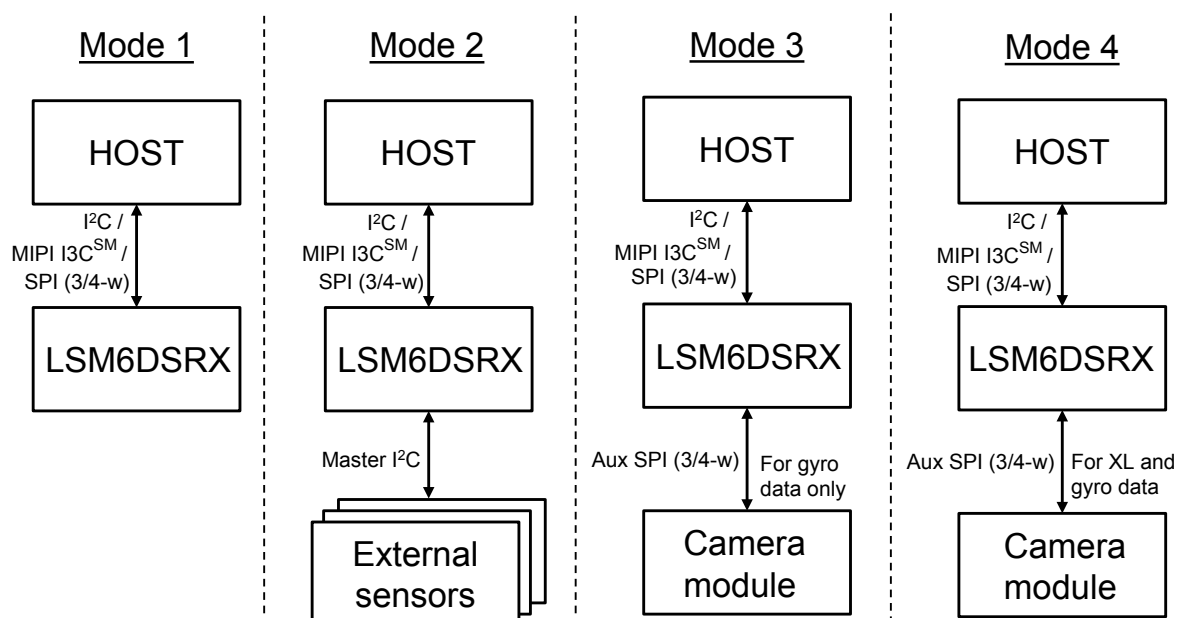 Mode 1
HOST
I²C /
MIPI I3C^SM /
SPI (3/4-w)
LSM6DSRX
Mode 2
HOST
I²C /
MIPI I3C^SM /
SPI (3/4-w)
LSM6DSRX
Master I²C
External
sensors
Mode 3
HOST
I²C /
MIPI I3C^SM /
SPI (3/4-w)
LSM6DSRX
Aux SPI (3/4-w)
For gyro
data only
Camera
module
Mode 4
HOST
I²C /
MIPI I3C^SM /
SPI (3/4-w)
LSM6DSRX
Aux SPI (3/4-w)
For XL and
gyro data
Camera
module